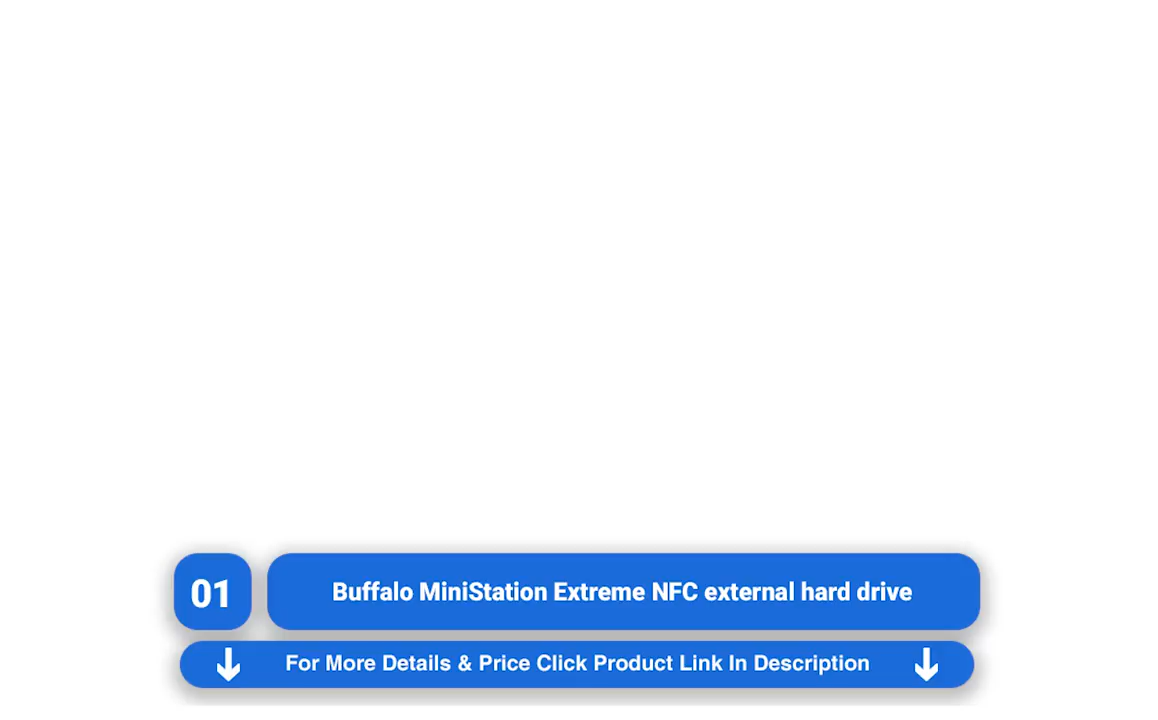 01
Buffalo MiniStation Extreme NFC external hard drive
For More Details & Price Click Product Link In Description